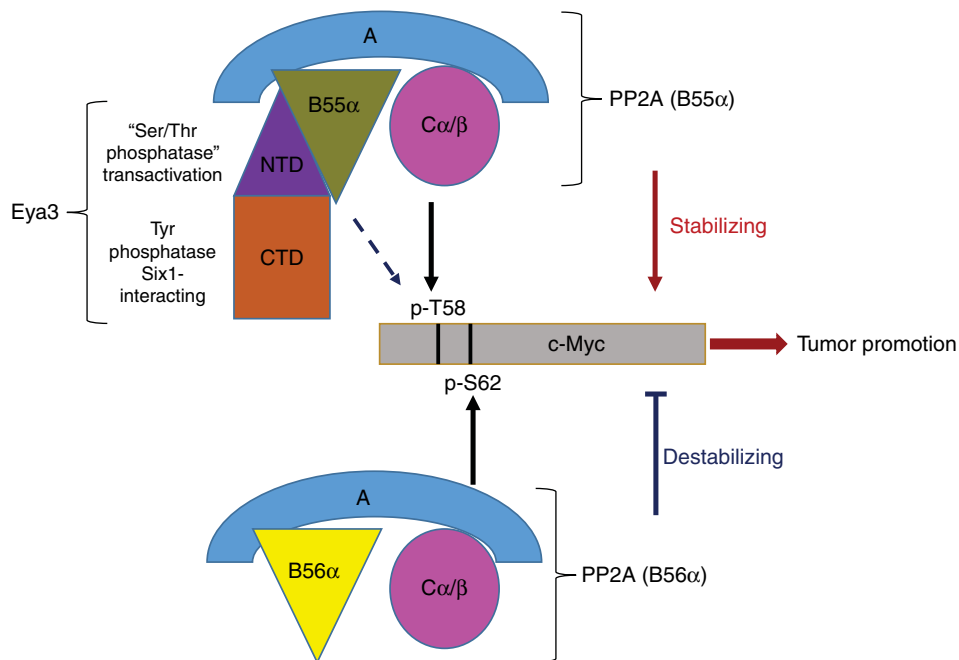 A
B55α
Cα/β
PP2A (B55α)
“Ser/Thr
phosphatase”
transactivation
NTD
Eya3
Tyr
phosphatase
Six1-
interacting
CTD
Stabilizing
p-T58
c-Myc
Tumor promotion
p-S62
Destabilizing
A
B56α
Cα/β
PP2A (B56α)